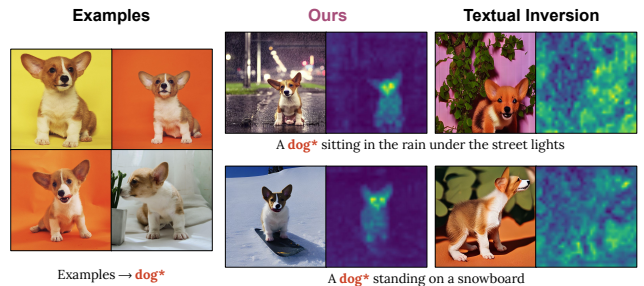 Examples
Ours
Textual Inversion
A dog* sitting in the rain under the street lights
Examples → dog*
A dog* standing on a snowboard